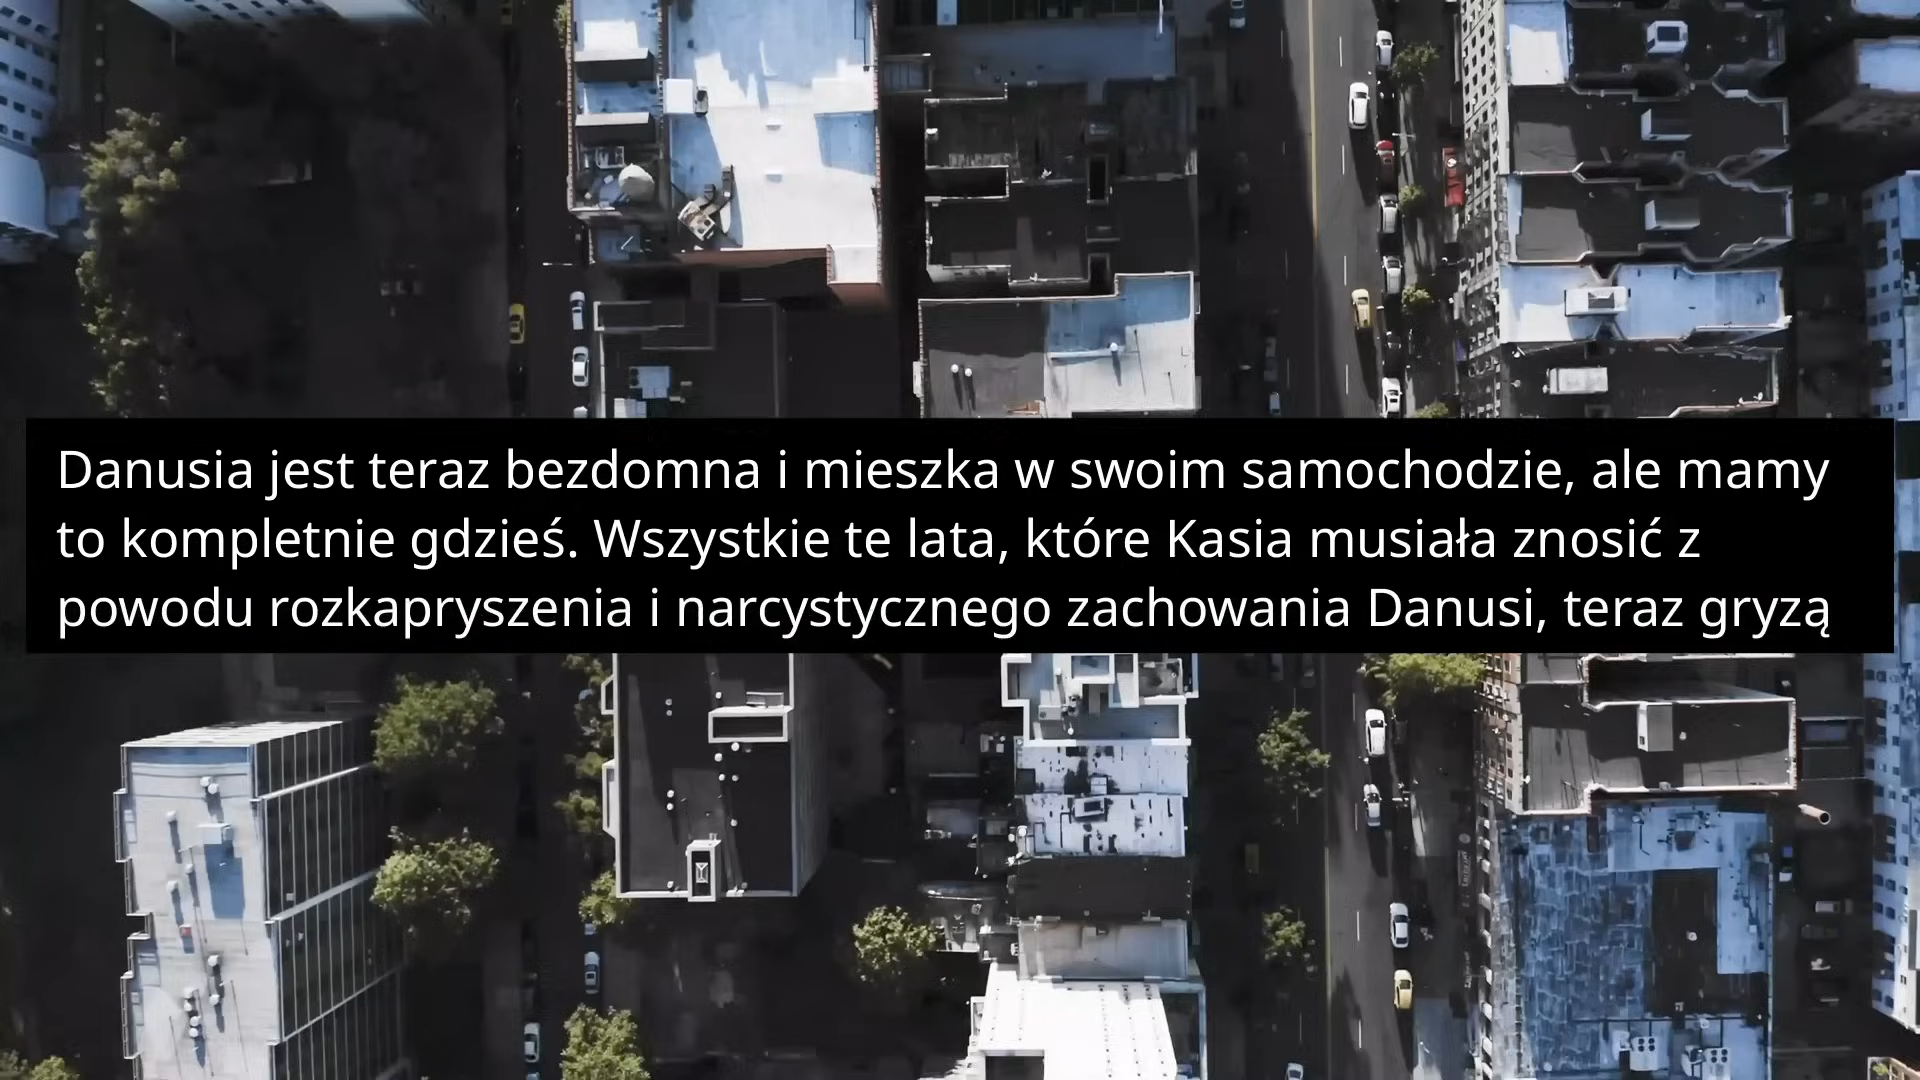 Danusia jest teraz bezdomna i mieszka w swoim samochodzie, ale mamy
to kompletnie gdzieś. Wszystkie te lata, które Kasia musiała znosić z
powodu rozkapryszenia i narcystycznego zachowania Danusi, teraz gryzą